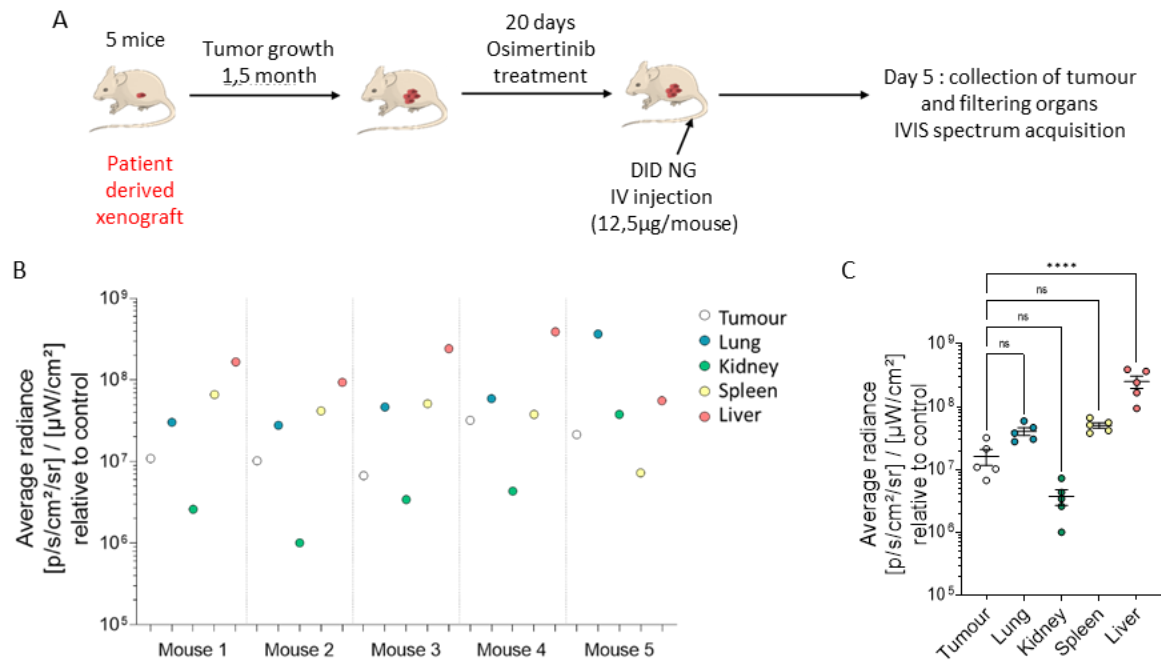 A
5 mice
Tumor growth
1,5 month
20 days
Osimertinib
treatment
Day 5 : collection of tumour
and filtering organs
IVIS spectrum acquisition
Patient
derived
xenograft
DID NG
IV injection
(12,5µg/mouse)
B
Average radiance
[p/s/cm²/sr] / [µW/cm²]
relative to control
10⁹
10⁸
10⁷
10⁶
10⁵
Mouse 1
Mouse 2
Mouse 3
Mouse 4
Mouse 5
Tumour
Lung
Kidney
Spleen
Liver
C
****
ns
ns
ns
Average radiance
[p/s/cm²/sr] / [µW/cm²]
relative to control
10⁹
10⁸
10⁷
10⁶
10⁵
Tumour
Lung
Kidney
Spleen
Liver